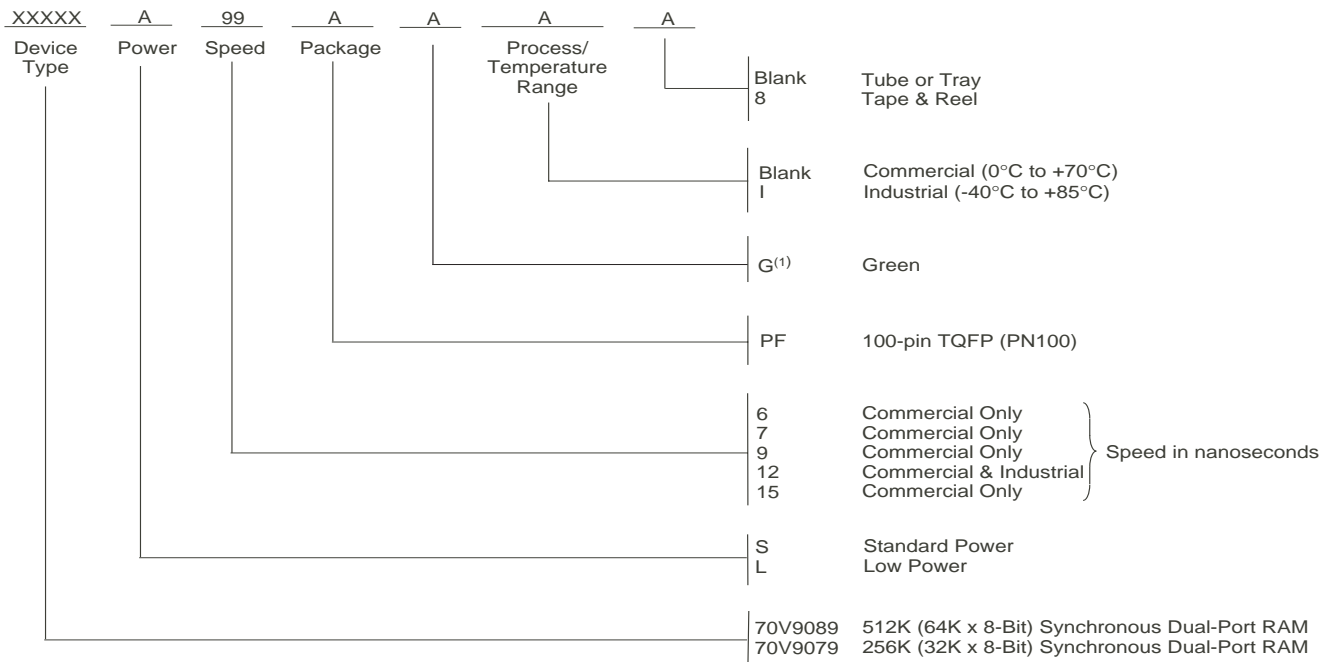 XXXXX A 99 A A A A
Device Type Power Speed Package Process/ Temperature Range
Blank Tube or Tray
8 Tape & Reel
Blank Commercial (0°C to +70°C)
I Industrial (-40°C to +85°C)
G(1) Green
PF 100-pin TQFP (PN100)
6 Commercial Only
7 Commercial Only
9 Commercial Only
12 Commercial & Industrial
15 Commercial Only
Speed in nanoseconds
S Standard Power
L Low Power
70V9089 512K (64K x 8-Bit) Synchronous Dual-Port RAM
70V9079 256K (32K x 8-Bit) Synchronous Dual-Port RAM